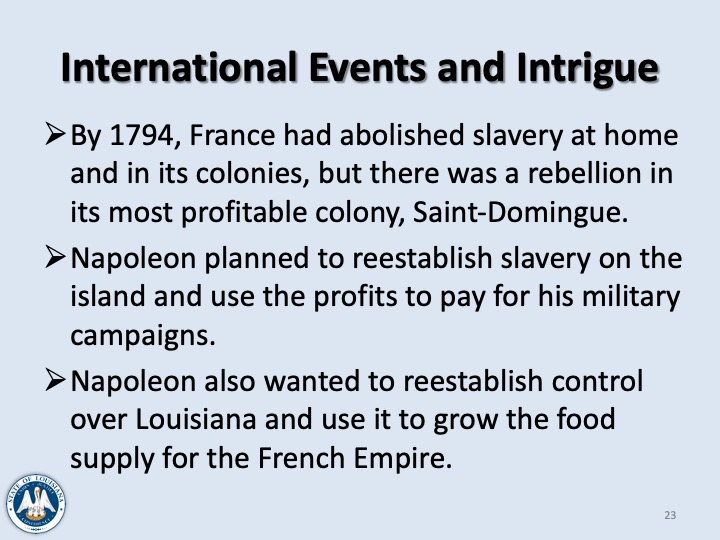 International Events and Intrigue
➢By 1794, France had abolished slavery at home
and in its colonies, but there was a rebellion in
its most profitable colony, Saint-Domingue.
➢Napoleon planned to reestablish slavery on the
island and use the profits to pay for his military
campaigns.
➢Napoleon also wanted to reestablish control
over Louisiana and use it to grow the food
supply for the French Empire.
STATE OF LOUISIANA
23